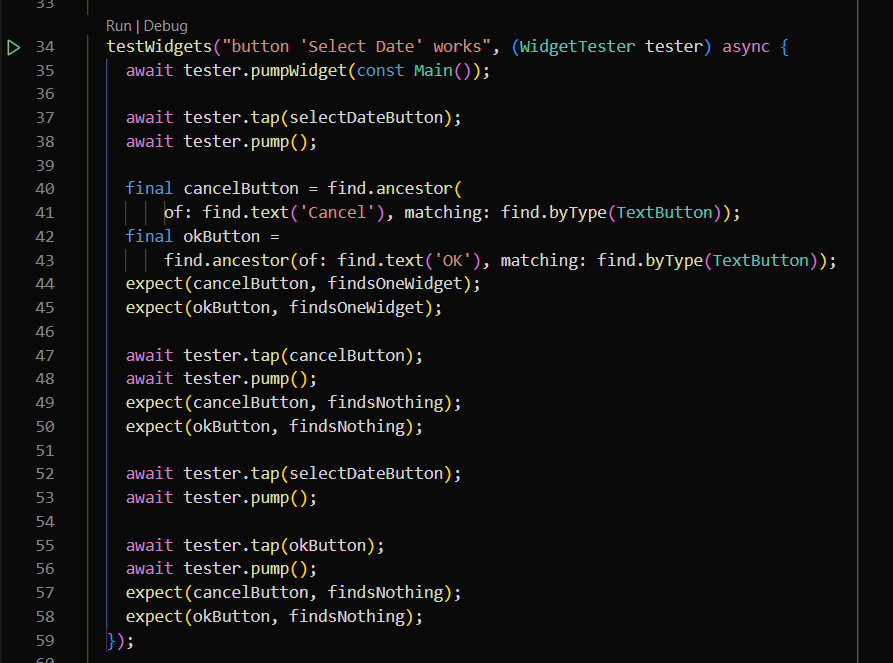 33
Run | Debug
34 testWidgets("button 'Select Date' works", (WidgetTester tester) async {
35   await tester.pumpWidget(const Main());
36
37   await tester.tap(selectDateButton);
38   await tester.pump();
39
40   final cancelButton = find.ancestor(
41       of: find.text('Cancel'), matching: find.byType(TextButton));
42   final okButton =
43       find.ancestor(of: find.text('OK'), matching: find.byType(TextButton));
44   expect(cancelButton, findsOneWidget);
45   expect(okButton, findsOneWidget);
46
47   await tester.tap(cancelButton);
48   await tester.pump();
49   expect(cancelButton, findsNothing);
50   expect(okButton, findsNothing);
51
52   await tester.tap(selectDateButton);
53   await tester.pump();
54
55   await tester.tap(okButton);
56   await tester.pump();
57   expect(cancelButton, findsNothing);
58   expect(okButton, findsNothing);
59 });
60